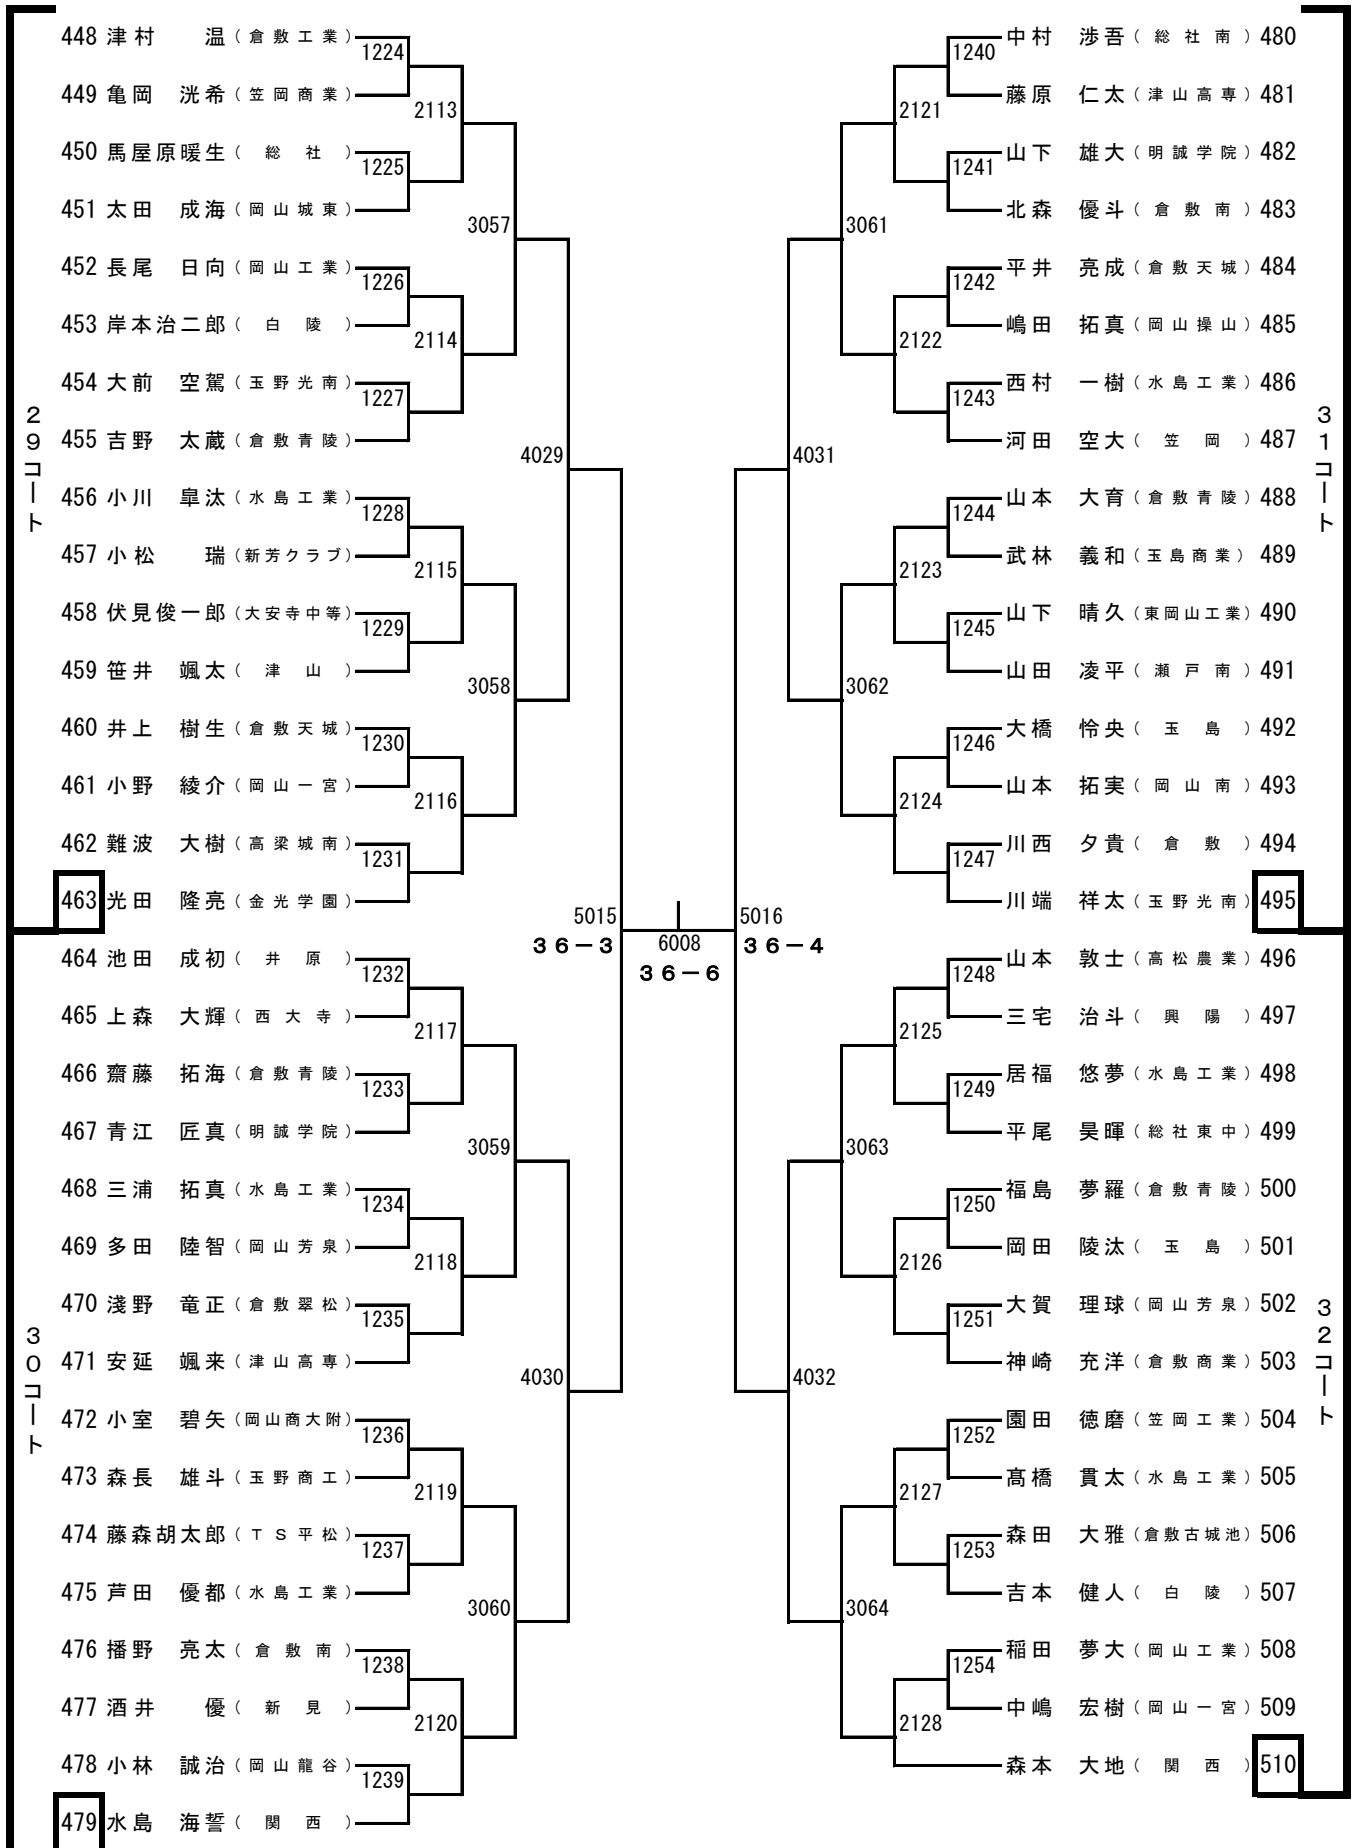 448 津村 温 (倉敷工業)
449 亀岡 洸希 (笠岡商業)
450 馬屋原暖生 (総社)
451 太田 成海 (岡山城東)
452 長尾 日向 (岡山工業)
453 岸本治二郎 (白陵)
454 大前 空駕 (玉野光南)
455 吉野 太蔵 (倉敷青陵)
456 小川 皐汰 (水島工業)
457 小松 瑞 (新芳クラブ)
458 伏見俊一郎 (大安寺中等)
459 笹井 颯太 (津山)
460 井上 樹生 (倉敷天城)
461 小野 綾介 (岡山一宮)
462 難波 大樹 (高梁城南)
463 光田 隆亮 (金光学園)
29コート
464 池田 成初 (井原)
465 上森 大輝 (西大寺)
466 齋藤 拓海 (倉敷青陵)
467 青江 匠真 (明誠学院)
468 三浦 拓真 (水島工業)
469 多田 陸智 (岡山芳泉)
470 淺野 竜正 (倉敷翠松)
471 安延 颯来 (津山高専)
472 小室 碧矢 (岡山商大附)
473 森長 雄斗 (玉野商工)
474 藤森胡太郎 (TS平松)
475 芦田 優都 (水島工業)
476 播野 亮太 (倉敷南)
477 酒井 優 (新見)
478 小林 誠治 (岡山龍谷)
479 水島 海誓 (関西)
30コート
1224
1225
1226
1227
1228
1229
1230
1231
1232
1233
1234
1235
1236
1237
1238
1239
2113
2114
2115
2116
2117
2118
2119
2120
3057
3058
3059
3060
4029
4030
5015
36-3
6008
36-6
5016
36-4
4031
4032
3061
3062
3063
3064
2121
2122
2123
2124
2125
2126
2127
2128
1240
1241
1242
1243
1244
1245
1246
1247
1248
1249
1250
1251
1252
1253
1254
中村 渉吾 (総社南) 480
藤原 仁太 (津山高専) 481
山下 雄大 (明誠学院) 482
北森 優斗 (倉敷南) 483
平井 亮成 (倉敷天城) 484
嶋田 拓真 (岡山操山) 485
西村 一樹 (水島工業) 486
河田 空大 (笠岡) 487
山本 大育 (倉敷青陵) 488
武林 義和 (玉島商業) 489
山下 晴久 (東岡山工業) 490
山田 凌平 (瀬戸南) 491
大橋 怜央 (玉島) 492
山本 拓実 (岡山南) 493
川西 夕貴 (倉敷) 494
川端 祥太 (玉野光南) 495
31コート
山本 敦士 (高松農業) 496
三宅 治斗 (興陽) 497
居福 悠夢 (水島工業) 498
平尾 昊暉 (総社東中) 499
福島 夢羅 (倉敷青陵) 500
岡田 陵汰 (玉島) 501
大賀 理球 (岡山芳泉) 502
神崎 充洋 (倉敷商業) 503
園田 徳磨 (笠岡工業) 504
髙橋 貫太 (水島工業) 505
森田 大雅 (倉敷古城池) 506
吉本 健人 (白陵) 507
稲田 夢大 (岡山工業) 508
中嶋 宏樹 (岡山一宮) 509
森本 大地 (関西) 510
32コート